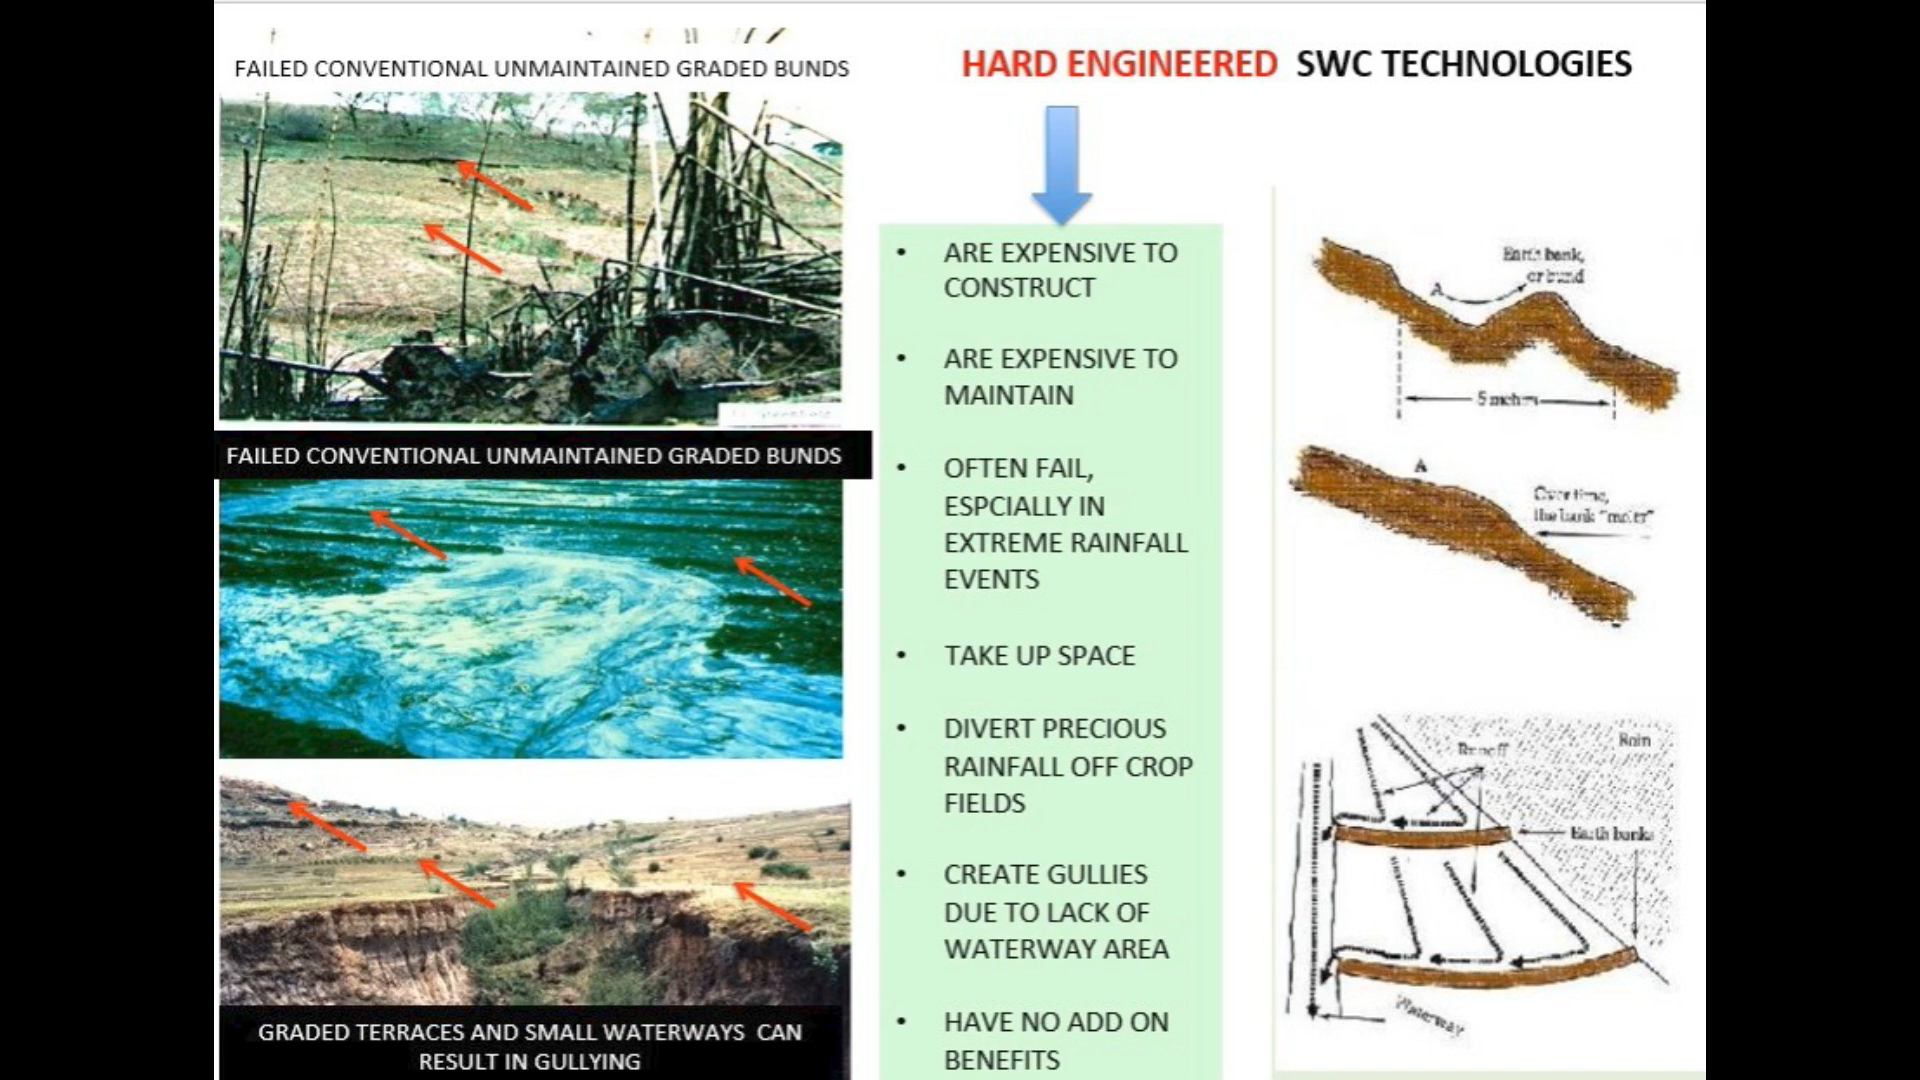 FAILED CONVENTIONAL UNMAINTAINED GRADED BUNDS
HARD ENGINEERED SWC TECHNOLOGIES
FAILED CONVENTIONAL UNMAINTAINED GRADED BUNDS
GRADED TERRACES AND SMALL WATERWAYS CAN
RESULT IN GULLYING
• ARE EXPENSIVE TO
CONSTRUCT
• ARE EXPENSIVE TO
MAINTAIN
• OFTEN FAIL,
ESPCIALLY IN
EXTREME RAINFALL
EVENTS
• TAKE UP SPACE
• DIVERT PRECIOUS
RAINFALL OFF CROP
FIELDS
• CREATE GULLIES
DUE TO LACK OF
WATERWAY AREA
• HAVE NO ADD ON
BENEFITS
Earth bank,
or bund
A
5 meters
A
Over time,
the bank
Runoff
Rain
Earth banks
Waterway